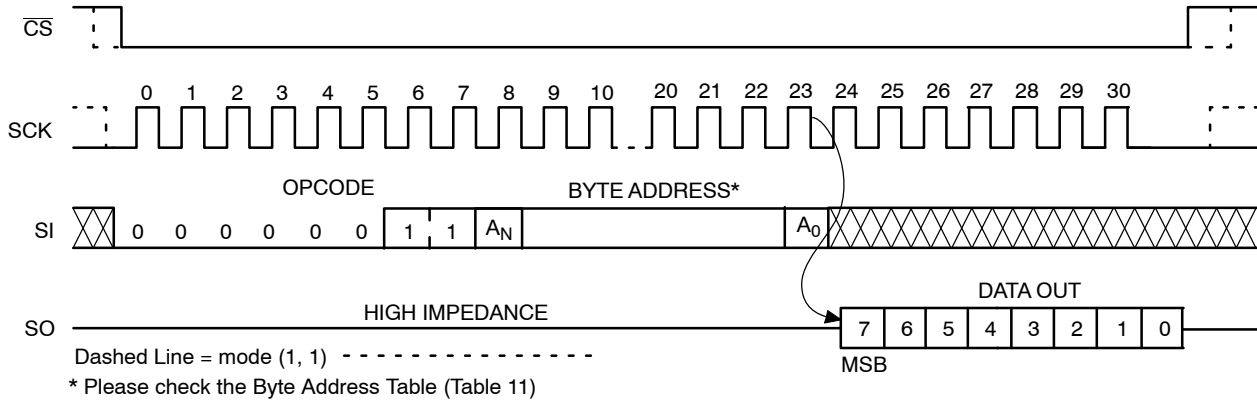 CS
0 1 2 3 4 5 6 7 8 9 10 20 21 22 23 24 25 26 27 28 29 30
SCK
OPCODE BYTE ADDRESS*
SI 0 0 0 0 0 0 1 1 AN A0
DATA OUT
HIGH IMPEDANCE
SO 7 6 5 4 3 2 1 0
Dashed Line = mode (1, 1) - - - - - - - - - - - - - - - - -
MSB
* Please check the Byte Address Table (Table 11)